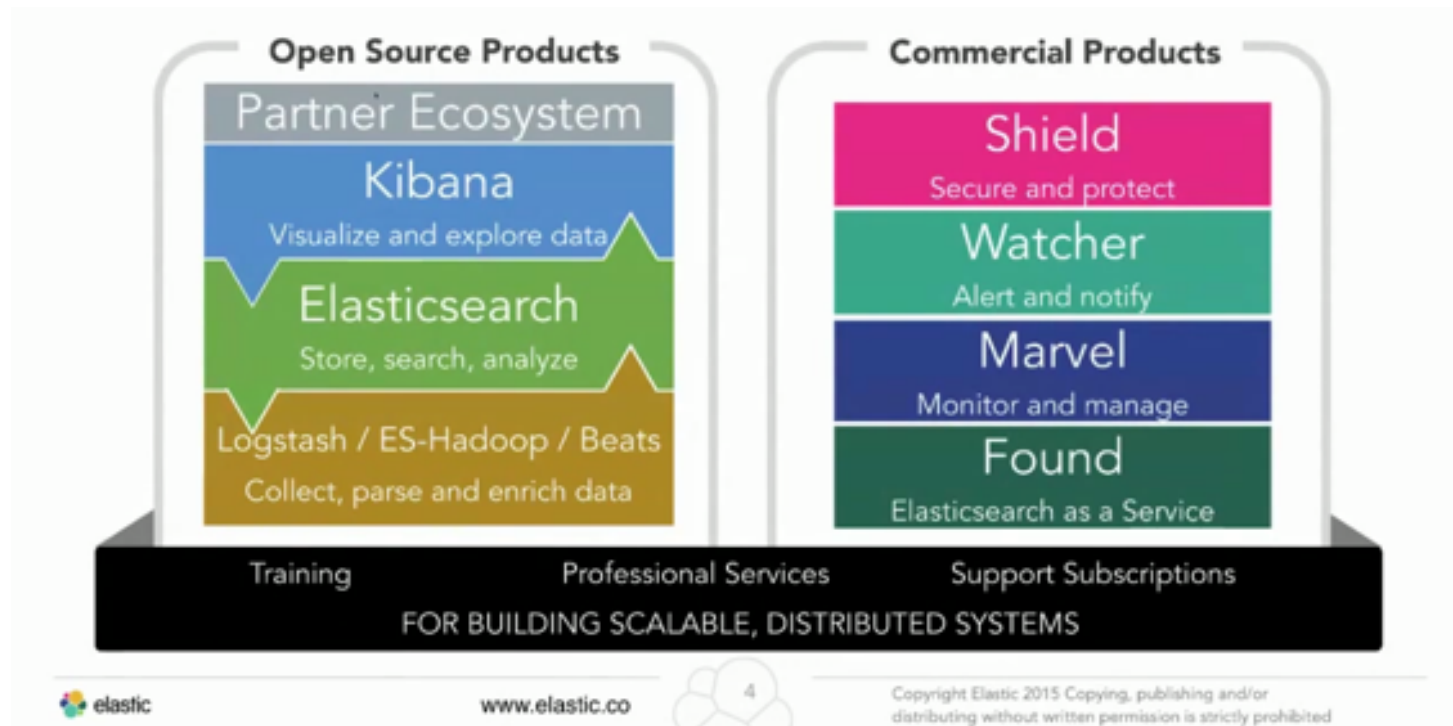 Open Source Products
Partner Ecosystem
Kibana
Visualize and explore data
Elasticsearch
Store, search, analyze
Logstash / ES-Hadoop / Beats
Collect, parse and enrich data
Commercial Products
Shield
Secure and protect
Watcher
Alert and notify
Marvel
Monitor and manage
Found
Elasticsearch as a Service
Training
Professional Services
Support Subscriptions
FOR BUILDING SCALABLE, DISTRIBUTED SYSTEMS
elastic
www.elastic.co
4
Copyright Elastic 2015 Copying, publishing and/or
distributing without written permission is strictly prohibited